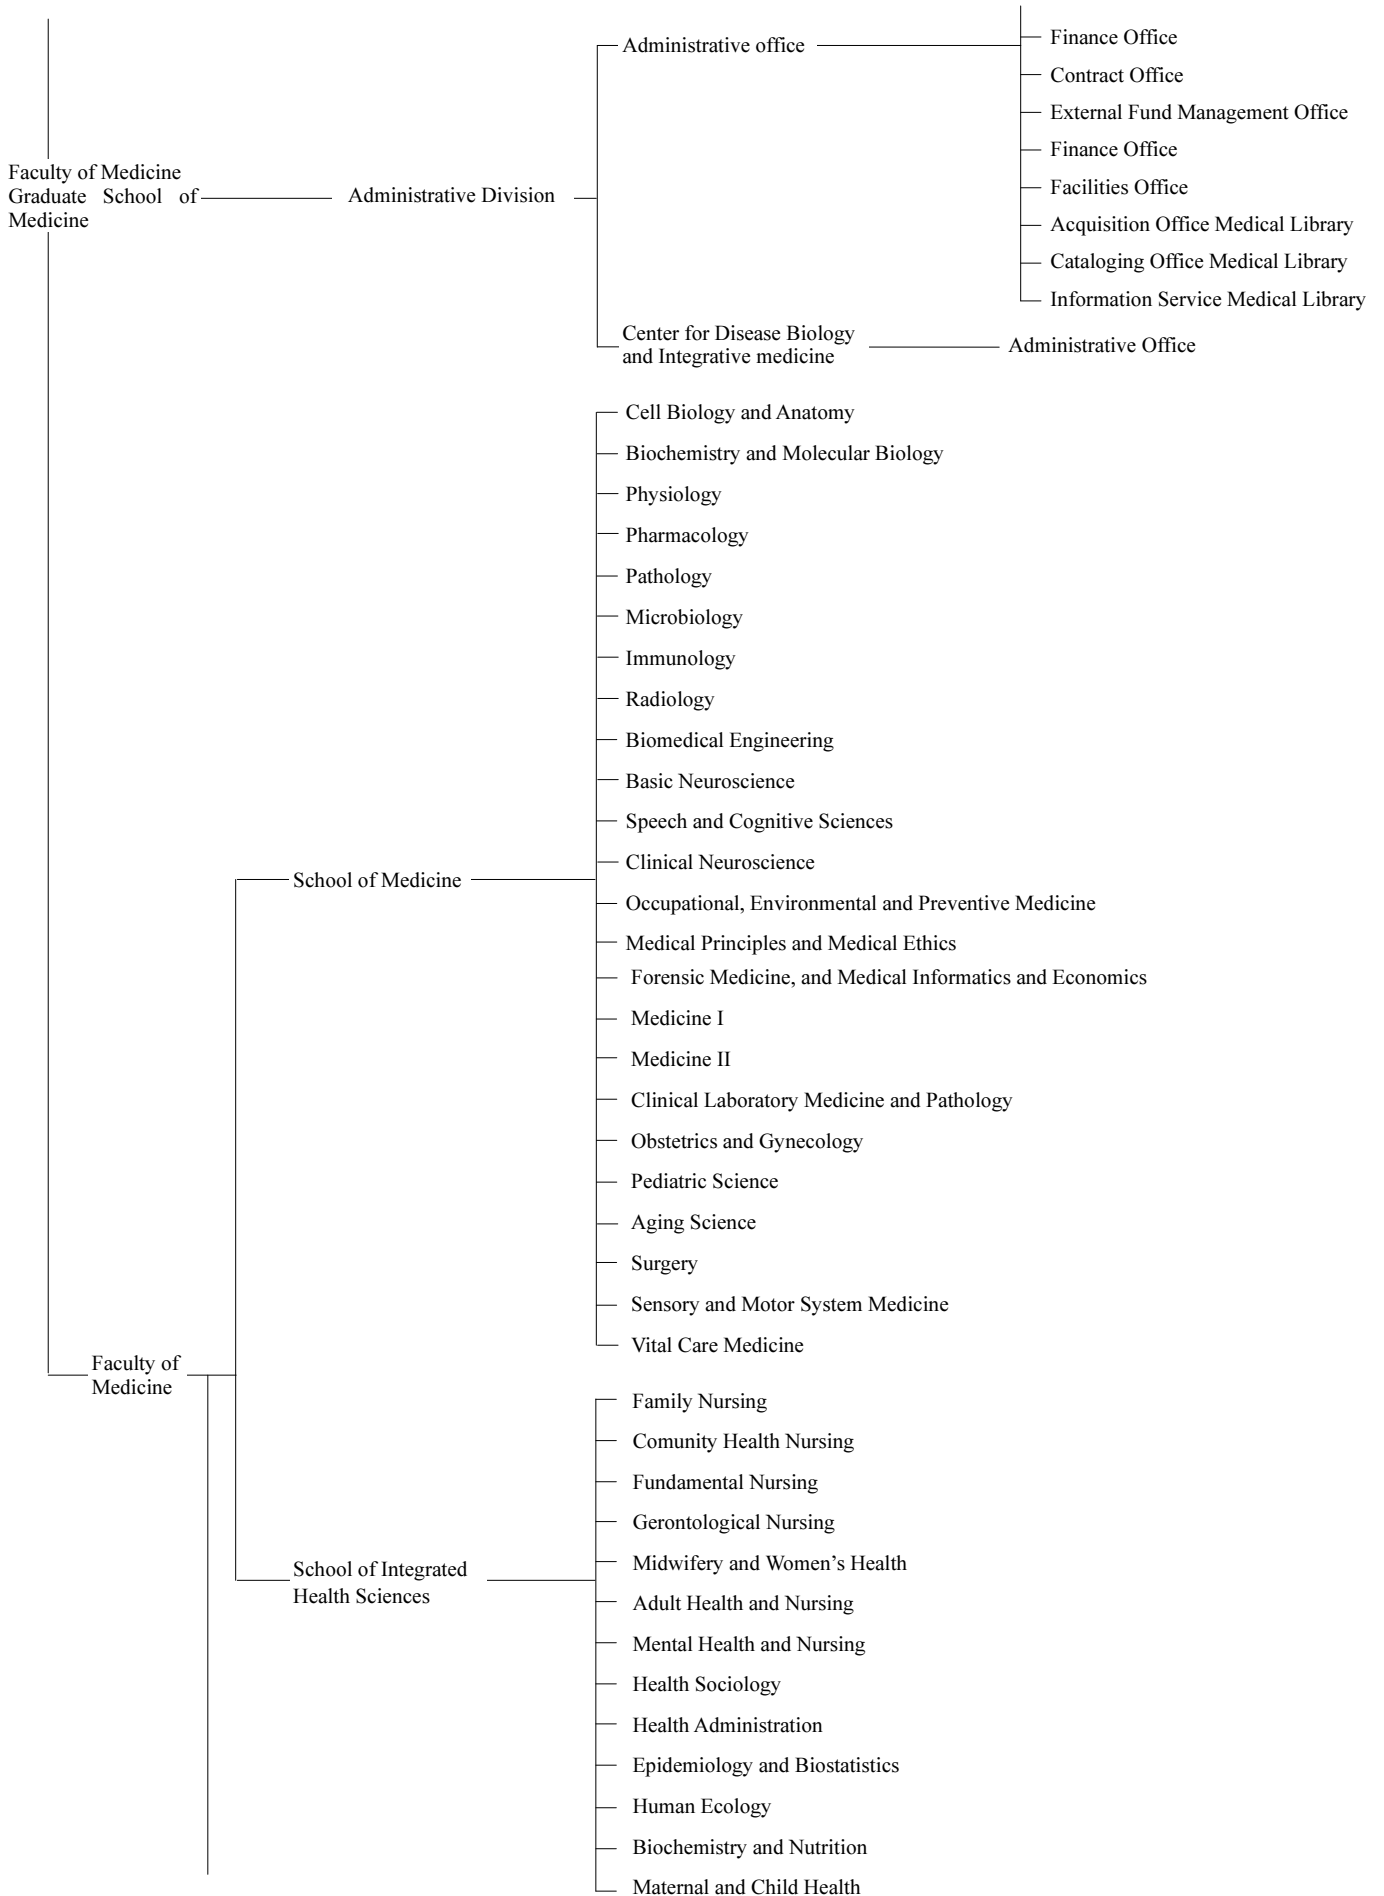 Administrative office
Finance Office
Contract Office
External Fund Management Office
Finance Office
Facilities Office
Acquisition Office Medical Library
Cataloging Office Medical Library
Information Service Medical Library
Faculty of Medicine
Graduate School of
Medicine
Administrative Division
Center for Disease Biology
and Integrative medicine
Administrative Office
Cell Biology and Anatomy
Biochemistry and Molecular Biology
Physiology
Pharmacology
Pathology
Microbiology
Immunology
Radiology
Biomedical Engineering
Basic Neuroscience
Speech and Cognitive Sciences
Clinical Neuroscience
School of Medicine
Occupational, Environmental and Preventive Medicine
Medical Principles and Medical Ethics
Forensic Medicine, and Medical Informatics and Economics
Medicine I
Medicine II
Clinical Laboratory Medicine and Pathology
Obstetrics and Gynecology
Pediatric Science
Aging Science
Surgery
Sensory and Motor System Medicine
Vital Care Medicine
Faculty of
Medicine
Family Nursing
Comunity Health Nursing
Fundamental Nursing
Gerontological Nursing
Midwifery and Women’s Health
School of Integrated
Health Sciences
Adult Health and Nursing
Mental Health and Nursing
Health Sociology
Health Administration
Epidemiology and Biostatistics
Human Ecology
Biochemistry and Nutrition
Maternal and Child Health